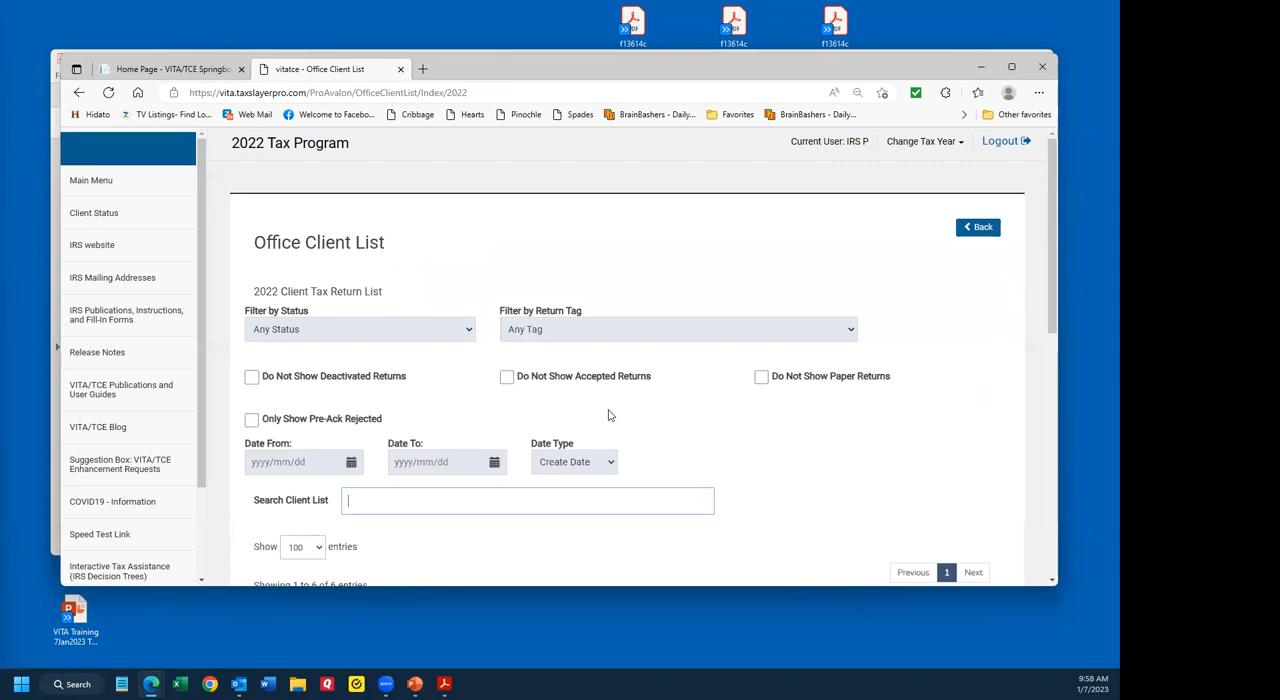 f13614c
f13614c
f13614c
Home Page - VITA/TCE Springbo
vitatce - Office Client List
https://vita.taxslayerpro.com/ProAvalon/OfficeClientList/Index/2022
Hidato
TV Listings- Find Lo...
Web Mail
Welcome to Facebo...
Cribbage
Hearts
Pinochle
Spades
BrainBashers - Daily...
Favorites
BrainBashers - Daily...
Other favorites
2022 Tax Program
Current User: IRS P
Change Tax Year
Logout
Main Menu
Client Status
IRS website
IRS Mailing Addresses
IRS Publications, Instructions,
and Fill-In Forms
Release Notes
VITA/TCE Publications and
User Guides
VITA/TCE Blog
Suggestion Box: VITA/TCE
Enhancement Requests
COVID19 - Information
Speed Test Link
Interactive Tax Assistance
(IRS Decision Trees)
Back
Office Client List
2022 Client Tax Return List
Filter by Status
Filter by Return Tag
Any Status
Any Tag
Do Not Show Deactivated Returns
Do Not Show Accepted Returns
Do Not Show Paper Returns
Only Show Pre-Ack Rejected
Date From:
Date To:
Date Type
yyyy/mm/dd
yyyy/mm/dd
Create Date
Search Client List
Show 100 entries
Showing 1 to 6 of 6 entries
Previous 1 Next
VITA Training
7Jan2023 T...
Search
9:58 AM
1/7/2023